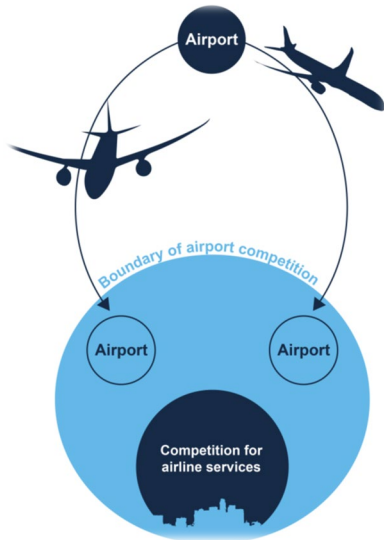 Airport
Boundary of airport competition
Airport
Airport
Competition for
airline services